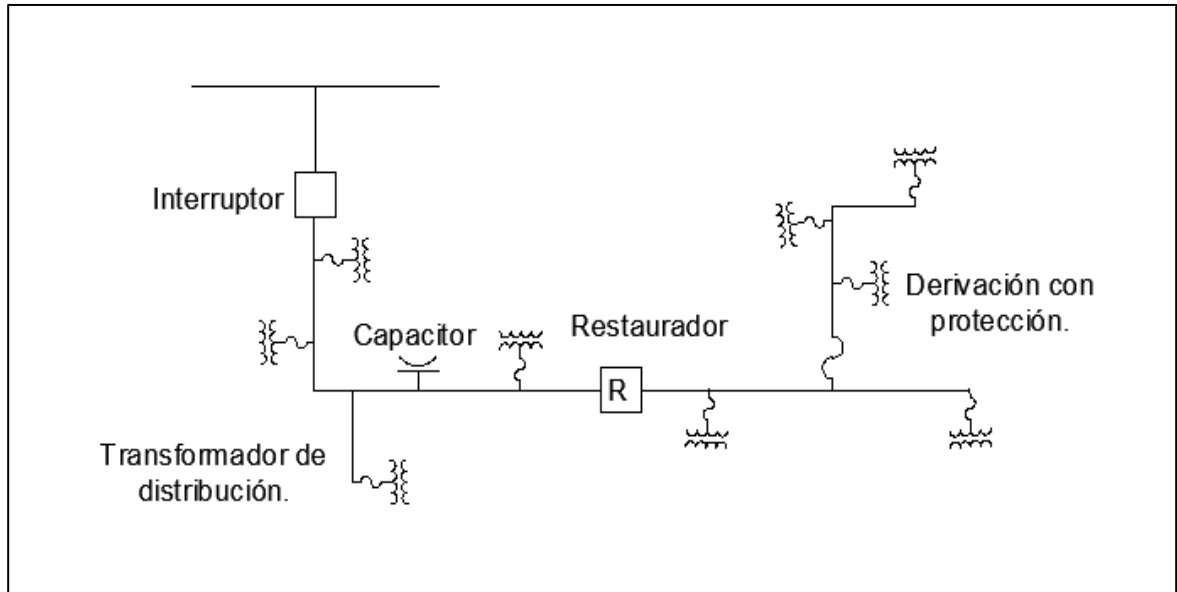 Interruptor
Capacitor
Restaurador
R
Derivación con
protección.
Transformador de
distribución.